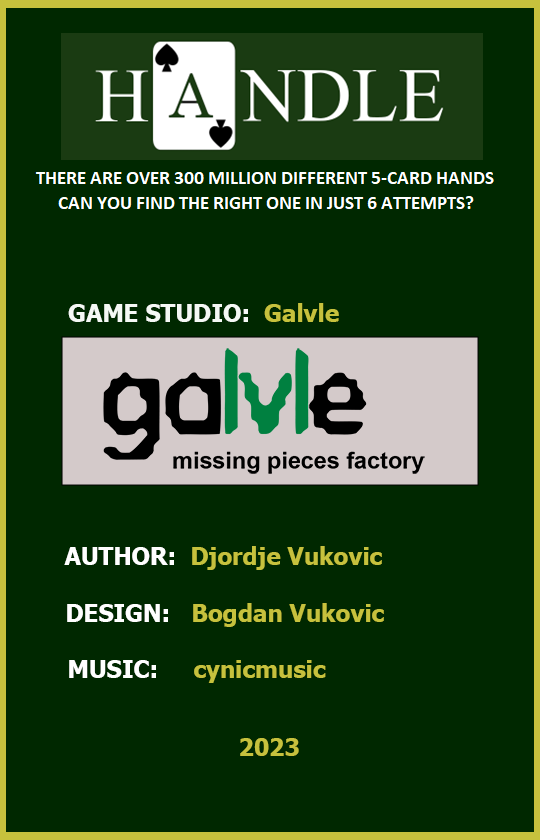 HANDLE
THERE ARE OVER 300 MILLION DIFFERENT 5-CARD HANDS
CAN YOU FIND THE RIGHT ONE IN JUST 6 ATTEMPTS?
GAME STUDIO: Galvle
galvle
missing pieces factory
AUTHOR: Djordje Vukovic
DESIGN: Bogdan Vukovic
MUSIC: cynicmusic
2023